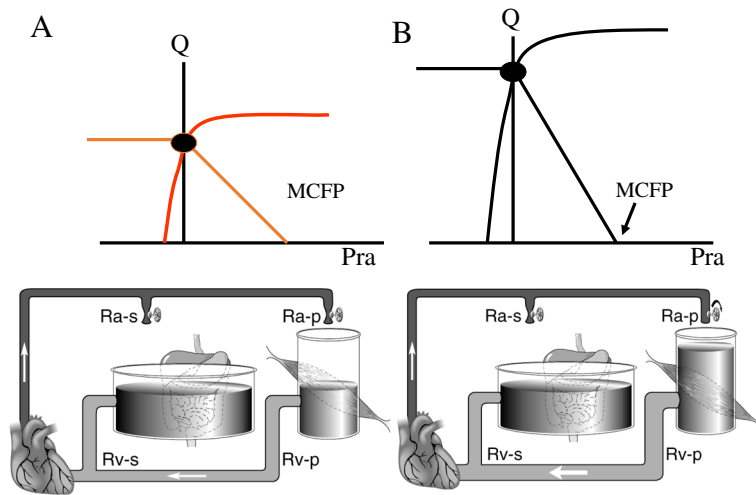 A
Q
MCFP
Pra
Ra-s
Ra-p
Rv-s
Rv-p
B
Q
MCFP
Pra
Ra-s
Ra-p
Rv-s
Rv-p